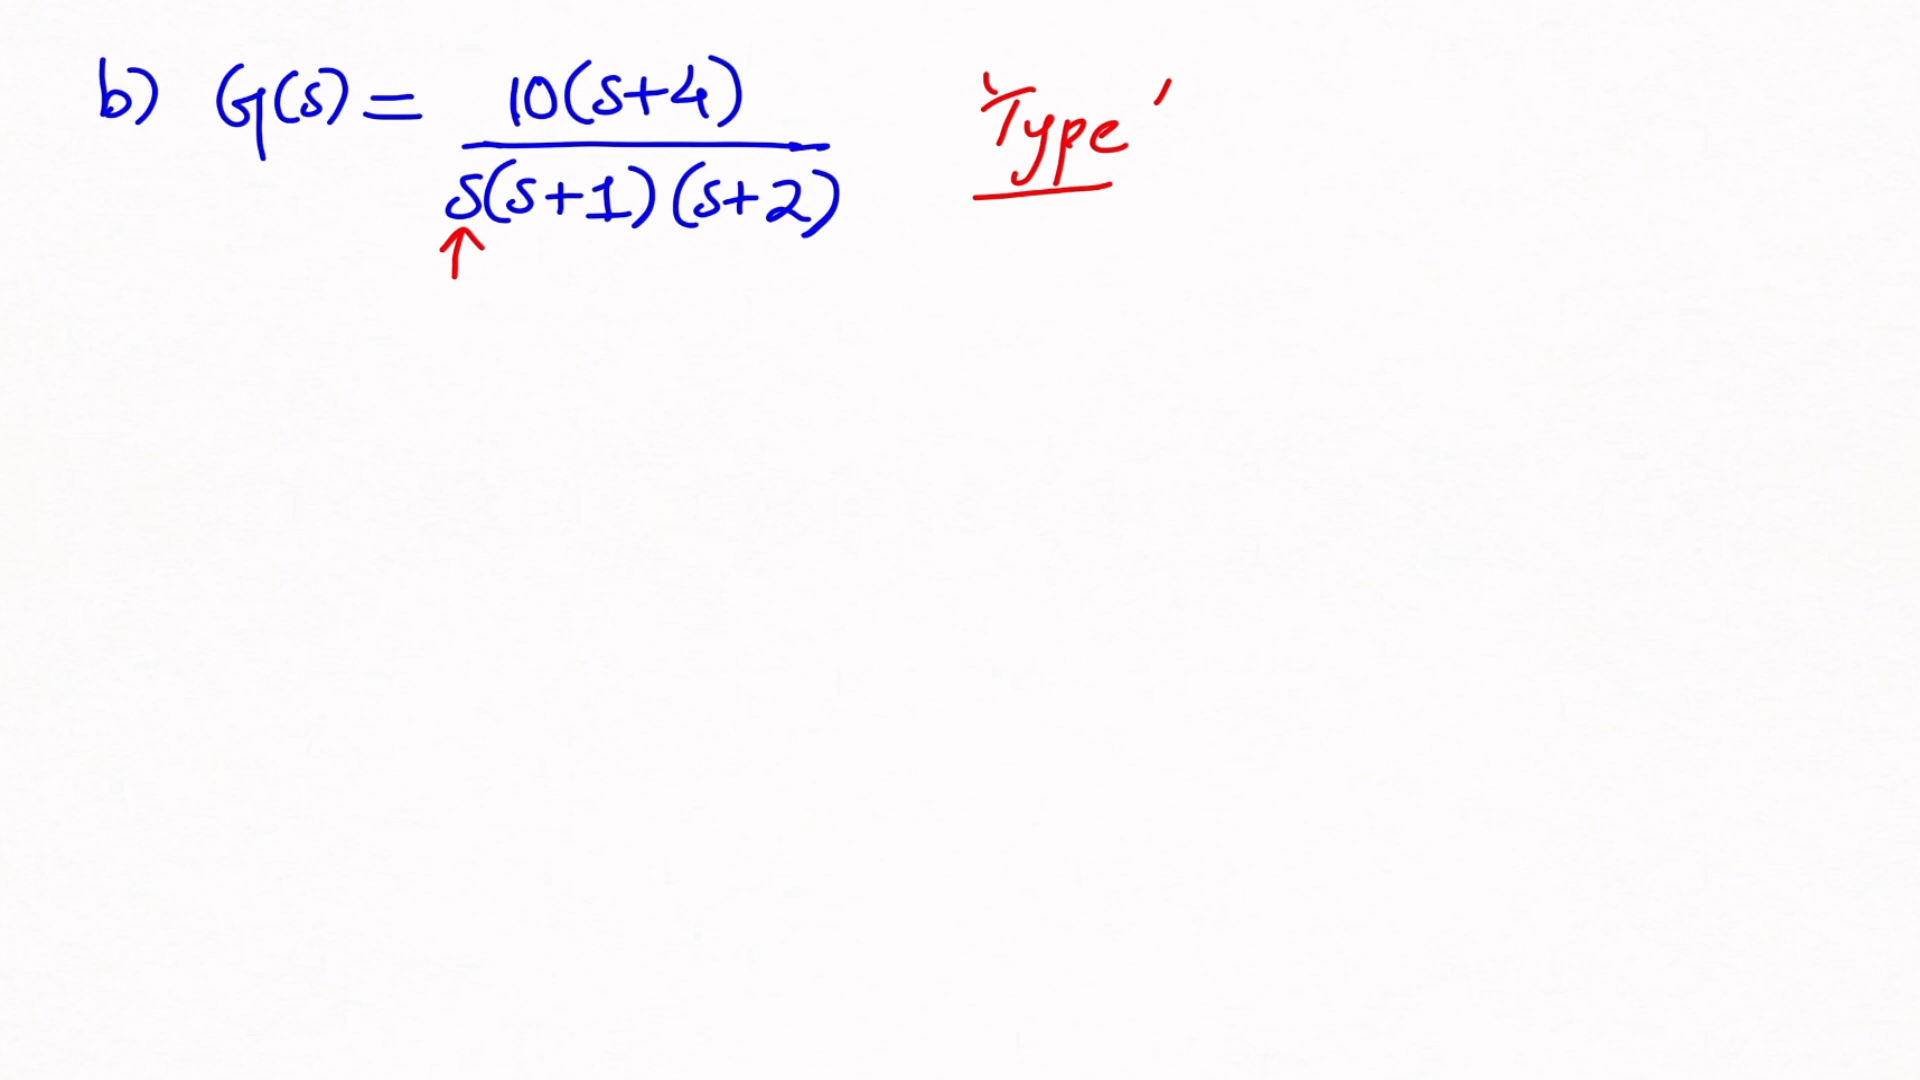 b) G(s) = 10(s+4) / s(s+1)(s+2)
'Type'
↑